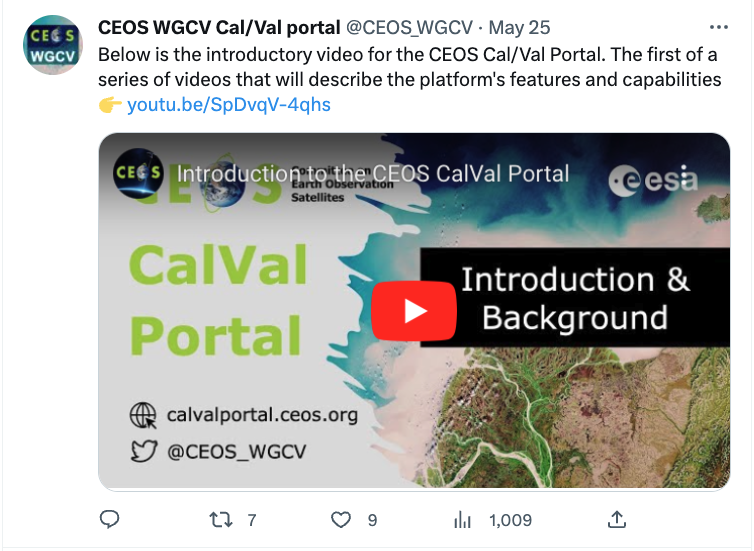 CEOS WGCV Cal/Val portal @CEOS_WGCV · May 25
Below is the introductory video for the CEOS Cal/Val Portal. The first of a
series of videos that will describe the platform's features and capabilities
👉 youtu.be/SpDvqV-4qhs
CEOS
WGCV
CEOS
Introduction to the CEOS CalVal Portal
esa
CEOS
Committee on
Earth Observation
Satellites
CalVal
Portal
Introduction &
Background
calvalportal.ceos.org
@CEOS_WGCV
7
9
1,009